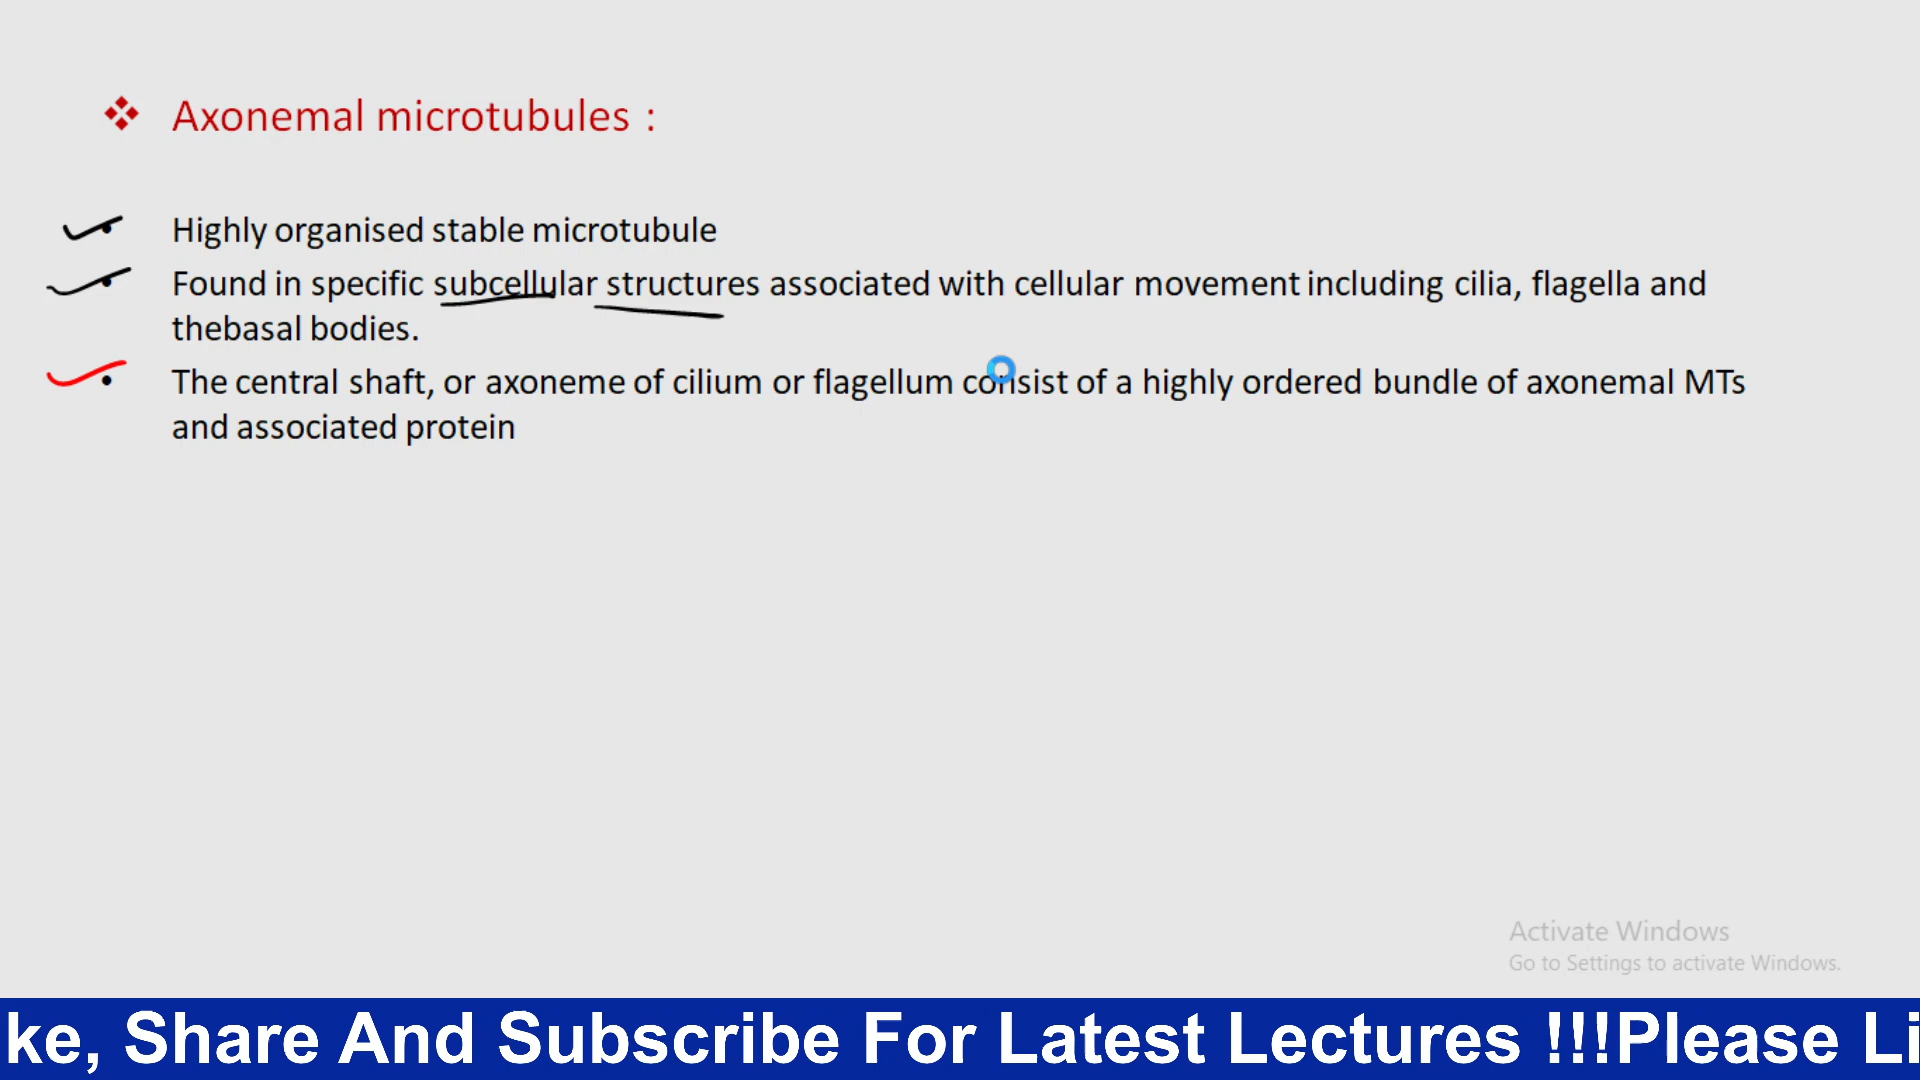 Axonemal microtubules :
Highly organised stable microtubule
Found in specific subcellular structures associated with cellular movement including cilia, flagella and
thebasal bodies.
The central shaft, or axoneme of cilium or flagellum consist of a highly ordered bundle of axonemal MTs
and associated protein
Activate Windows
Go to Settings to activate Windows.
ke, Share And Subscribe For Latest Lectures !!!Please Li